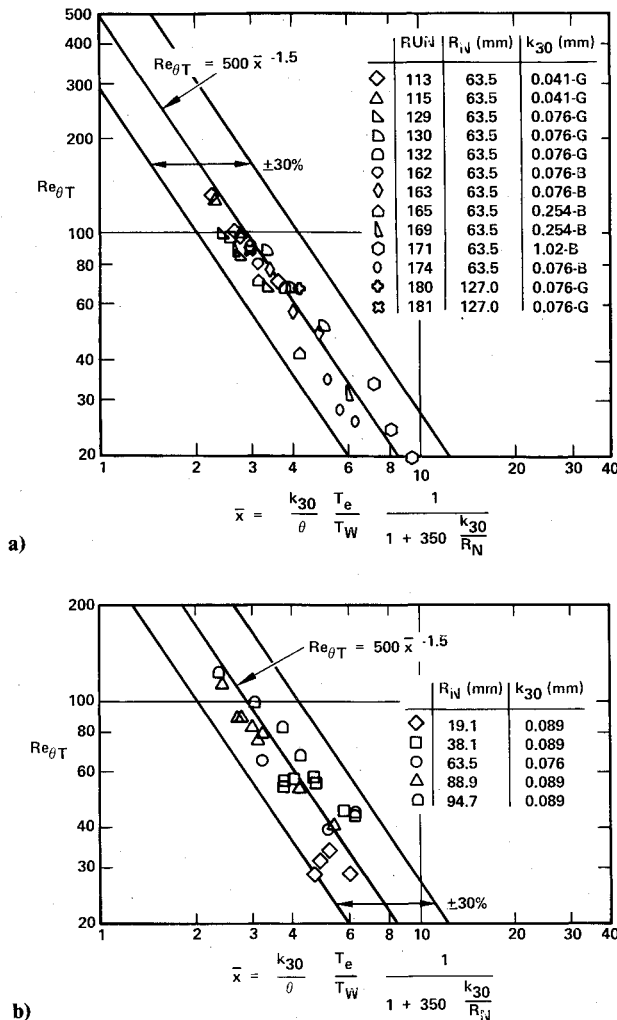 500
400
300
200
100
80
60
40
30
20
Re_θT
Re_θT = 500 x̄ ^-1.5
±30%
RUN R_N (mm) k_30 (mm)
113 63.5 0.041-G
115 63.5 0.041-G
129 63.5 0.076-G
130 63.5 0.076-G
132 63.5 0.076-G
162 63.5 0.076-B
163 63.5 0.076-B
165 63.5 0.254-B
169 63.5 0.254-B
171 63.5 1.02-B
174 63.5 0.076-B
180 127.0 0.076-G
181 127.0 0.076-G
1 2 3 4 6 8 10 20 30 40
x̄ = k_30/θ T_e/T_W 1/(1 + 350 k_30/R_N)
a)
200
100
80
60
40
30
20
Re_θT
Re_θT = 500 x̄ ^-1.5
±30%
R_N (mm) k_30 (mm)
19.1 0.089
38.1 0.089
63.5 0.076
88.9 0.089
94.7 0.089
1 2 3 4 6 8 10 20 30 40
x̄ = k_30/θ T_e/T_W 1/(1 + 350 k_30/R_N)
b)